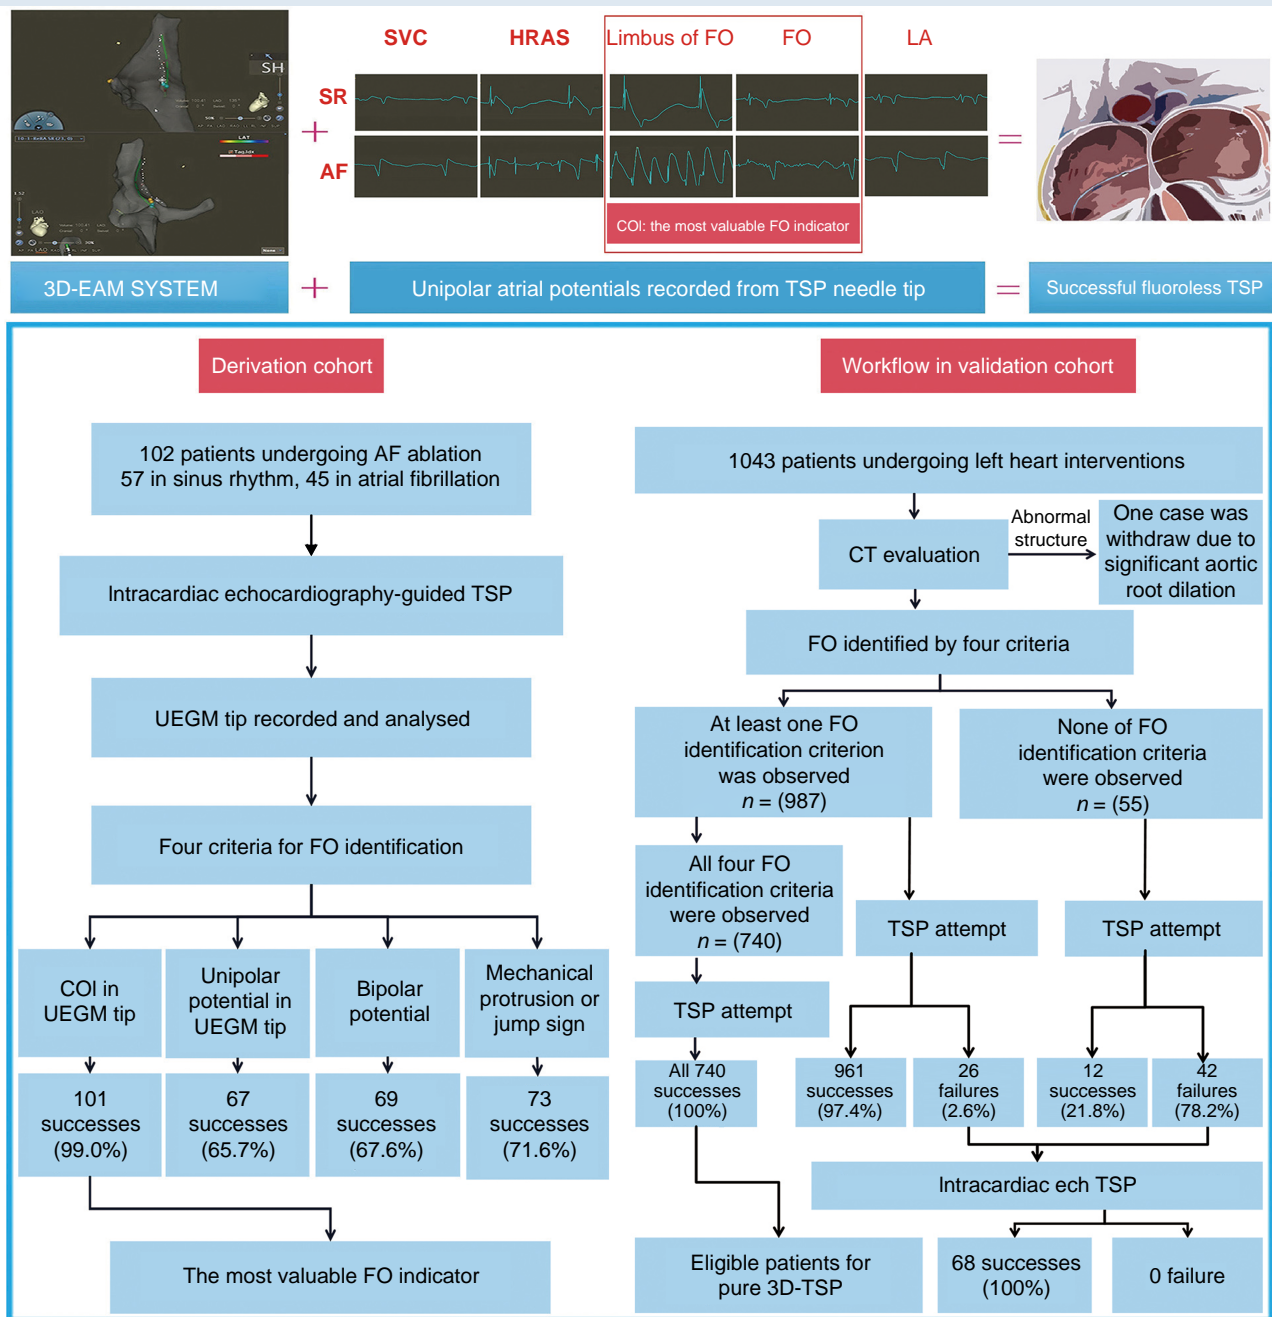 SVC
HRAS
Limbus of FO
FO
LA
SH
SR
AF
LAT
COI: the most valuable FO indicator
3D-EAM SYSTEM
+
Unipolar atrial potentials recorded from TSP needle tip
=
Successful fluoroless TSP
Derivation cohort
102 patients undergoing AF ablation
57 in sinus rhythm, 45 in atrial fibrillation
Intracardiac echocardiography-guided TSP
UEGM tip recorded and analysed
Four criteria for FO identification
COI in
UEGM tip
Unipolar
potential in
UEGM tip
Bipolar
potential
Mechanical
protrusion or
jump sign
101
successes
(99.0%)
67
successes
(65.7%)
69
successes
(67.6%)
73
successes
(71.6%)
The most valuable FO indicator
Workflow in validation cohort
1043 patients undergoing left heart interventions
CT evaluation
Abnormal
structure
One case was
withdraw due to
significant aortic
root dilation
FO identified by four criteria
At least one FO
identification criterion
was observed
n = (987)
None of FO
identification criteria
were observed
n = (55)
All four FO
identification criteria
were observed
n = (740)
TSP attempt
TSP attempt
TSP attempt
All 740
successes
(100%)
961
successes
(97.4%)
26
failures
(2.6%)
12
successes
(21.8%)
42
failures
(78.2%)
Intracardiac ech TSP
Eligible patients for
pure 3D-TSP
68 successes
(100%)
0 failure